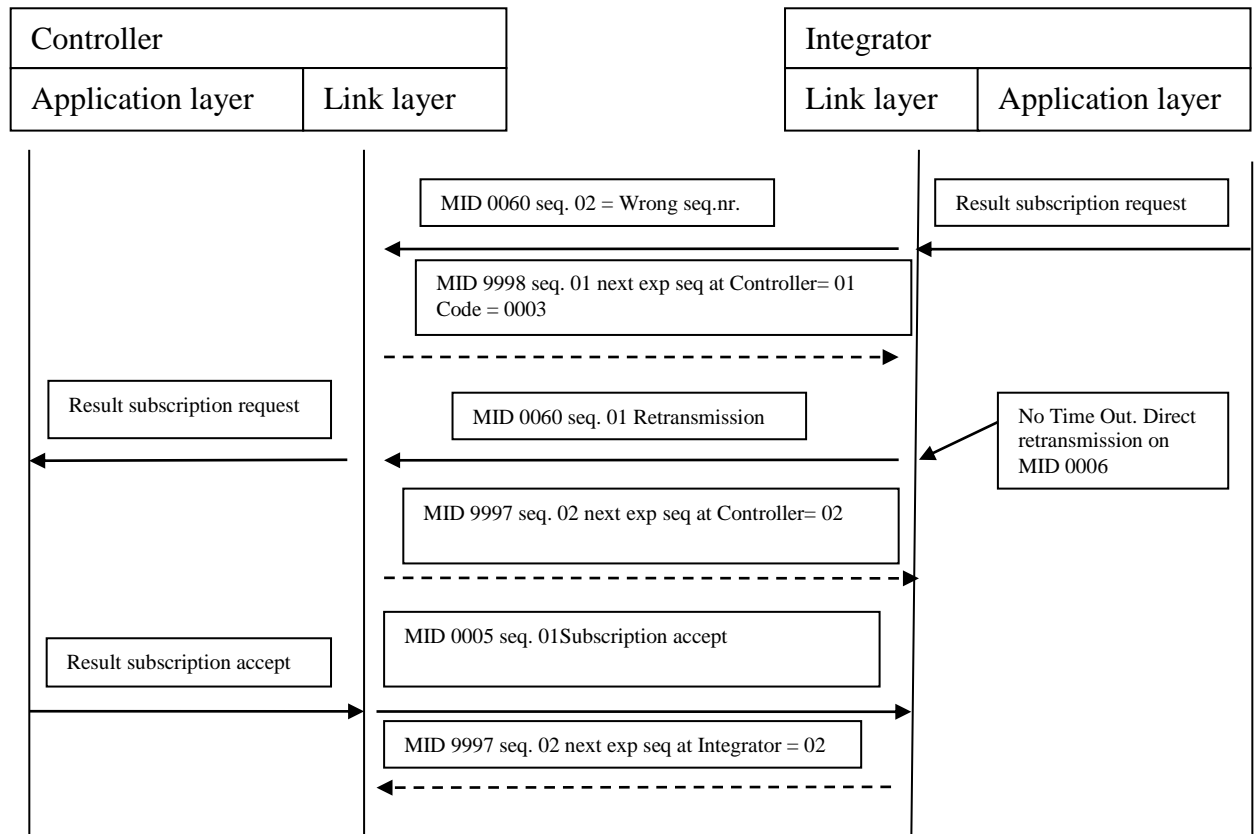 Controller
Integrator
Application layer
Link layer
Link layer
Application layer
MID 0060 seq. 02 = Wrong seq.nr.
Result subscription request
MID 9998 seq. 01 next exp seq at Controller= 01
Code = 0003
Result subscription request
MID 0060 seq. 01 Retransmission
No Time Out. Direct
retransmission on
MID 0006
MID 9997 seq. 02 next exp seq at Controller= 02
MID 0005 seq. 01Subscription accept
Result subscription accept
MID 9997 seq. 02 next exp seq at Integrator = 02